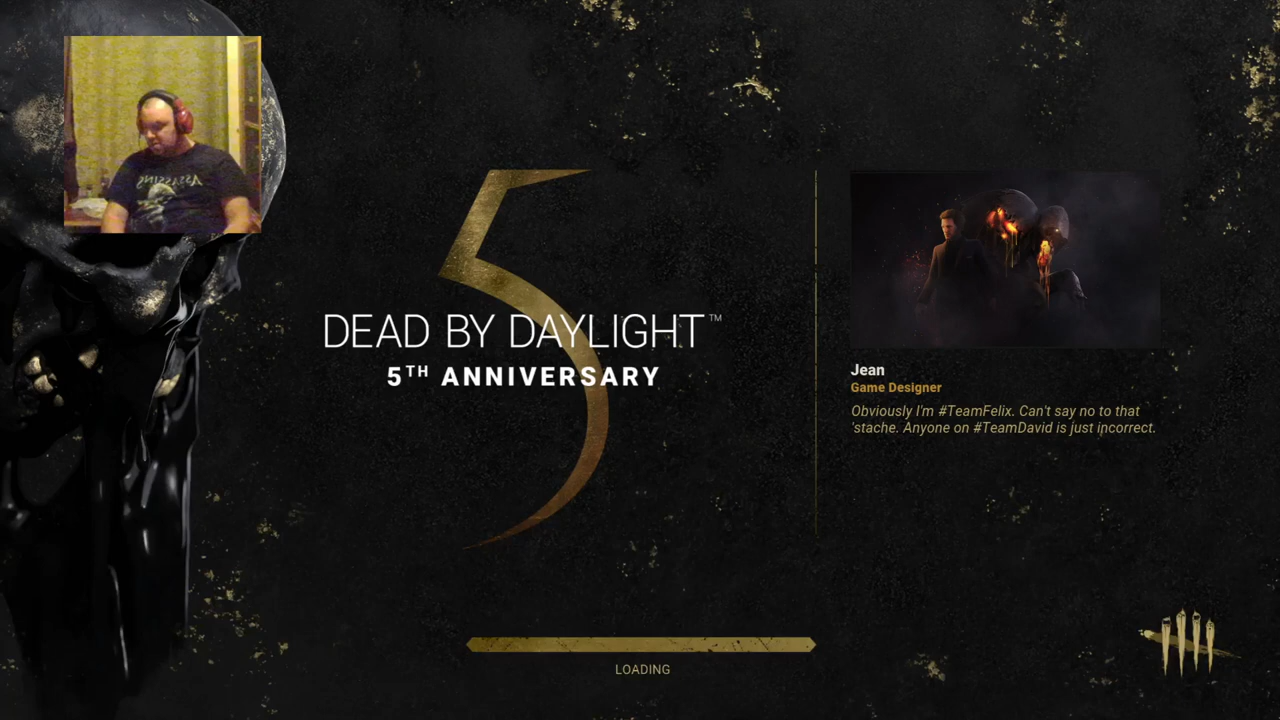 ASSASSINS
DEAD BY DAYLIGHT™
5TH ANNIVERSARY
Jean
Game Designer
Obviously I'm #TeamFelix. Can't say no to that
'stache. Anyone on #TeamDavid is just incorrect.
LOADING